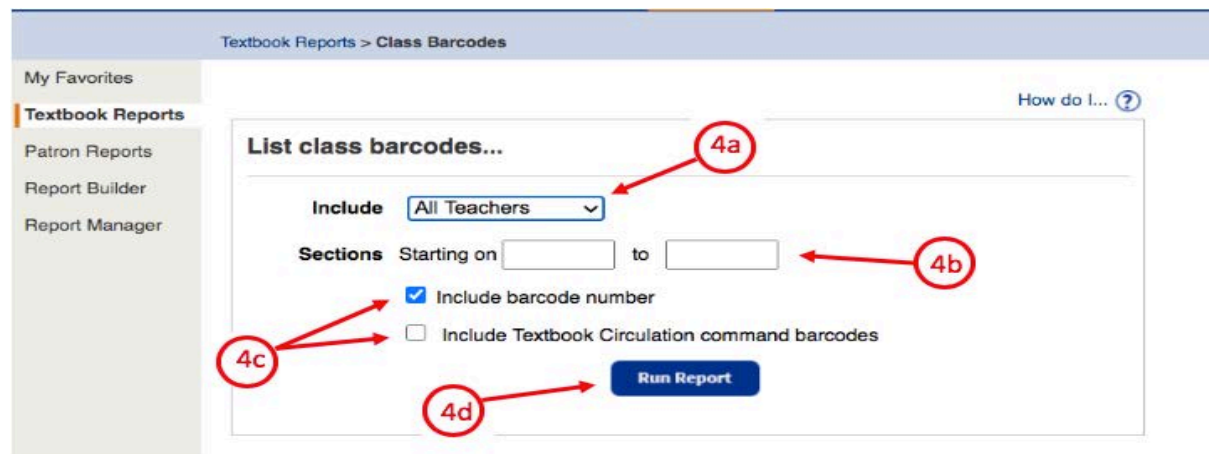 Textbook Reports > Class Barcodes
My Favorites
Textbook Reports
Patron Reports
Report Builder
Report Manager
How do I... ?
List class barcodes...
4a
Include All Teachers
Sections Starting on to
4b
Include barcode number
Include Textbook Circulation command barcodes
4c
Run Report
4d